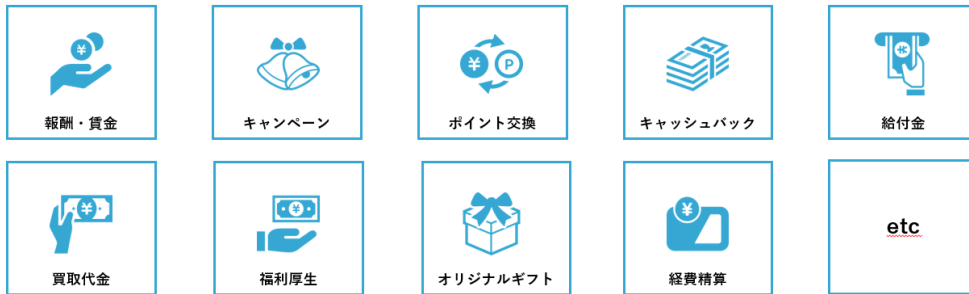 ¥
報酬・賃金
キャンペーン
¥ P
ポイント交換
キャッシュバック
¥
給付金
¥
買取代金
¥
福利厚生
オリジナルギフト
¥
経費精算
etc